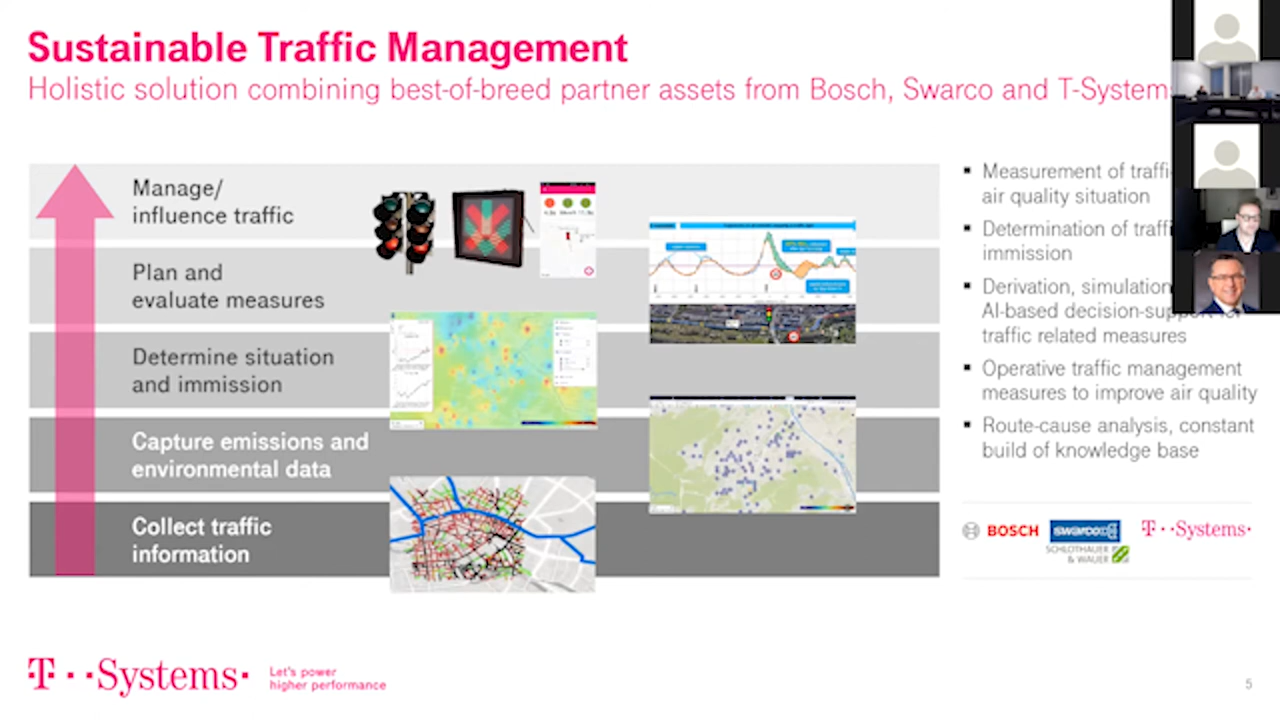 Sustainable Traffic Management
Holistic solution combining best-of-breed partner assets from Bosch, Swarco and T-System
Manage/
influence traffic
Plan and
evaluate measures
Determine situation
and immission
Capture emissions and
environmental data
Collect traffic
information
Measurement of traffi
air quality situation
Determination of traffi
immission
Derivation, simulation
AI-based decision-support for
traffic related measures
Operative traffic management
measures to improve air quality
Route-cause analysis, constant
build of knowledge base
BOSCH
SWARCO
T··Systems·
SCHLOTHAUER
& WAUER
T··Systems·
Let's power
higher performance
5